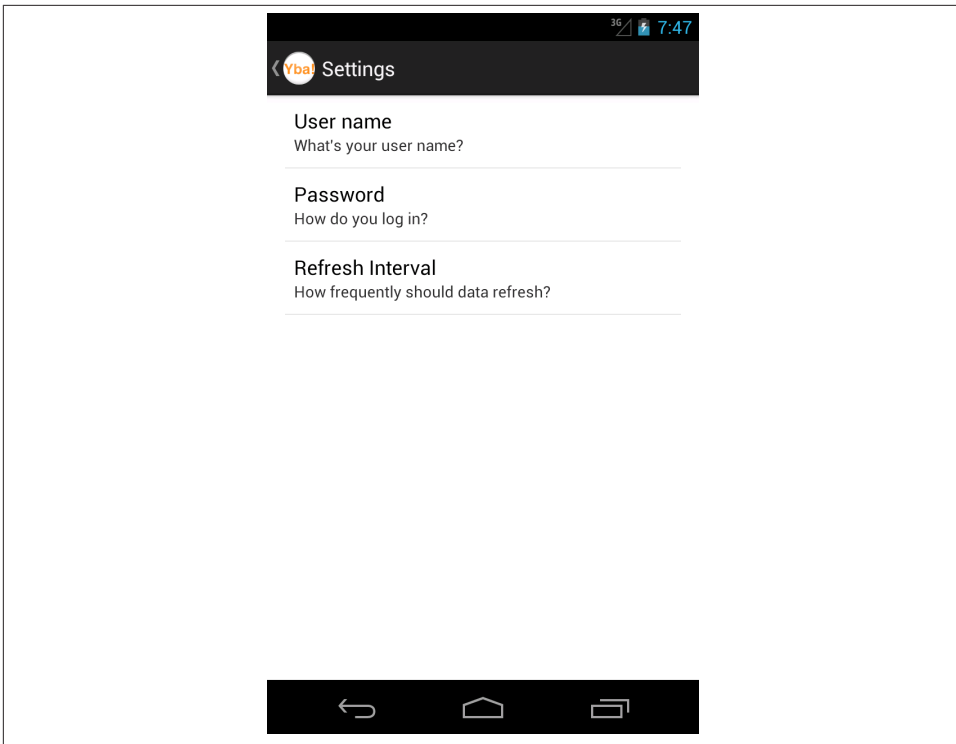 3G 7:47
Yba! Settings
User name
What's your user name?
Password
How do you log in?
Refresh Interval
How frequently should data refresh?